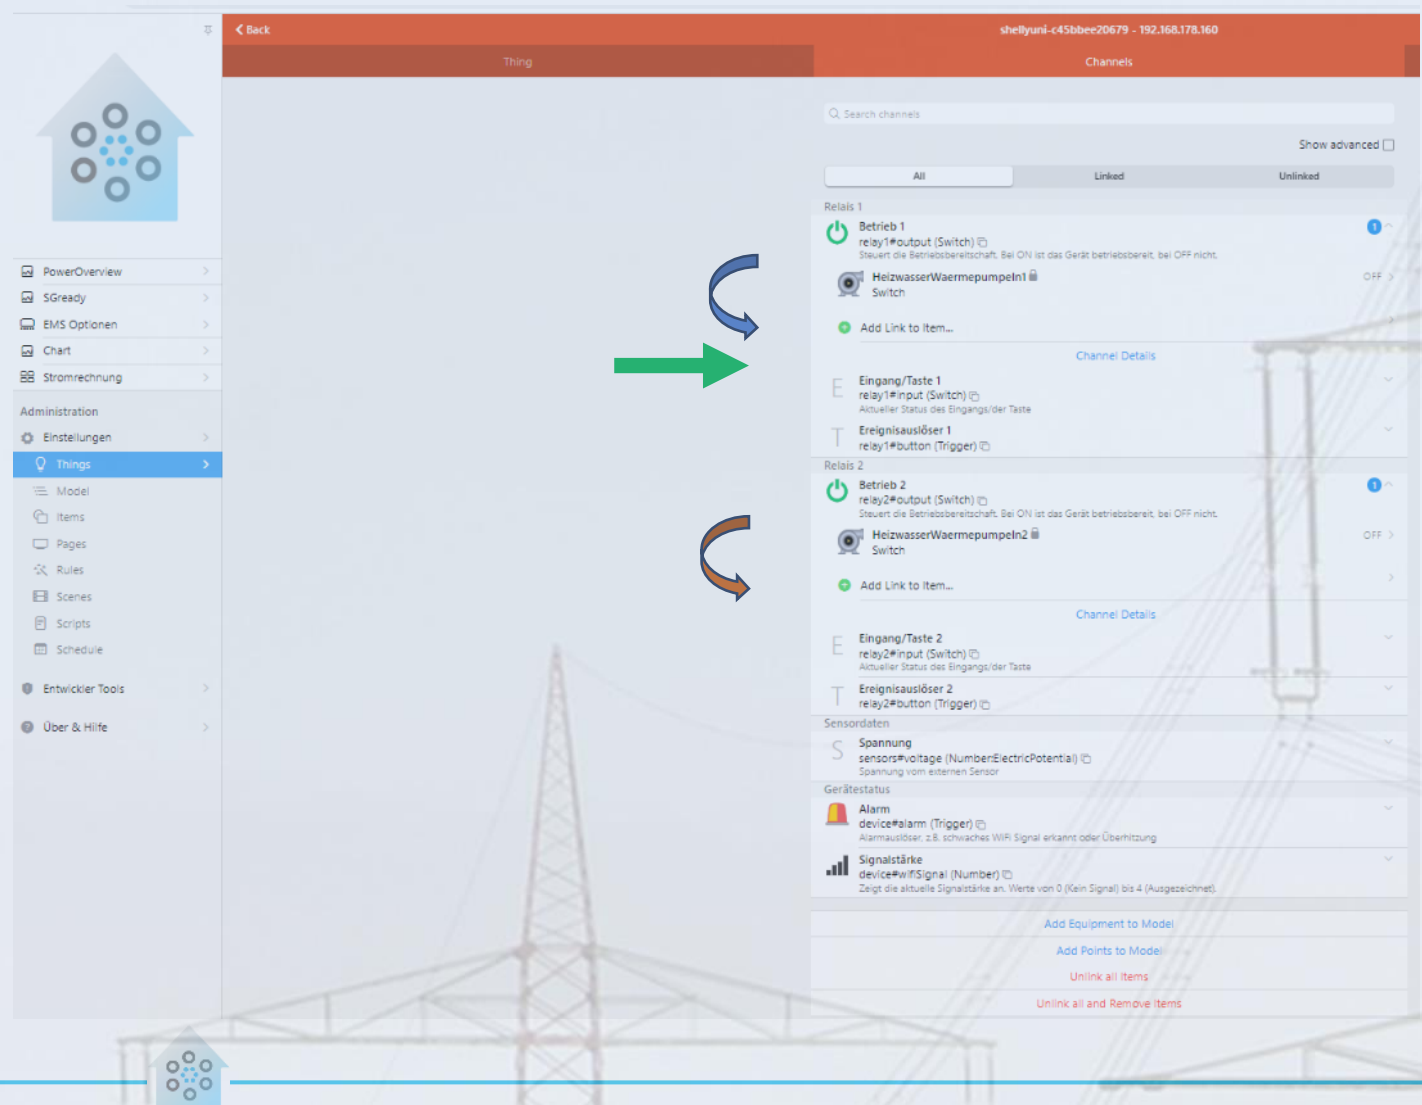 Back
shellyuni-c45bbee20679 - 192.168.178.160
Thing
Channels
Search channels
Show advanced
All
Linked
Unlinked
PowerOverview
SGready
EMS Optionen
Chart
Stromrechnung
Administration
Einstellungen
Things
Model
Items
Pages
Rules
Scenes
Scripts
Schedule
Entwickler Tools
Über & Hilfe
Relais 1
Betrieb 1
1
relay1#output (Switch)
Steuert die Betriebsbereitschaft. Bei ON ist das Gerät betriebsbereit, bei OFF nicht.
HeizwasserWaermepumpeIn1
OFF
Switch
Add Link to Item...
Channel Details
E
Eingang/Taste 1
relay1#input (Switch)
Aktueller Status des Eingangs/der Taste
T
Ereignisauslöser 1
relay1#button (Trigger)
Relais 2
Betrieb 2
1
relay2#output (Switch)
Steuert die Betriebsbereitschaft. Bei ON ist das Gerät betriebsbereit, bei OFF nicht.
HeizwasserWaermepumpeIn2
OFF
Switch
Add Link to Item...
Channel Details
E
Eingang/Taste 2
relay2#input (Switch)
Aktueller Status des Eingangs/der Taste
T
Ereignisauslöser 2
relay2#button (Trigger)
Sensordaten
S
Spannung
sensors#voltage (Number:ElectricPotential)
Spannung vom externen Sensor
Gerätestatus
Alarm
device#alarm (Trigger)
Alarmauslöser, z.B. schwaches WiFi Signal erkannt oder Überhitzung
Signalstärke
device#wifiSignal (Number)
Zeigt die aktuelle Signalstärke an. Werte von 0 (Kein Signal) bis 4 (Ausgezeichnet).
Add Equipment to Model
Add Points to Model
Unlink all Items
Unlink all and Remove Items